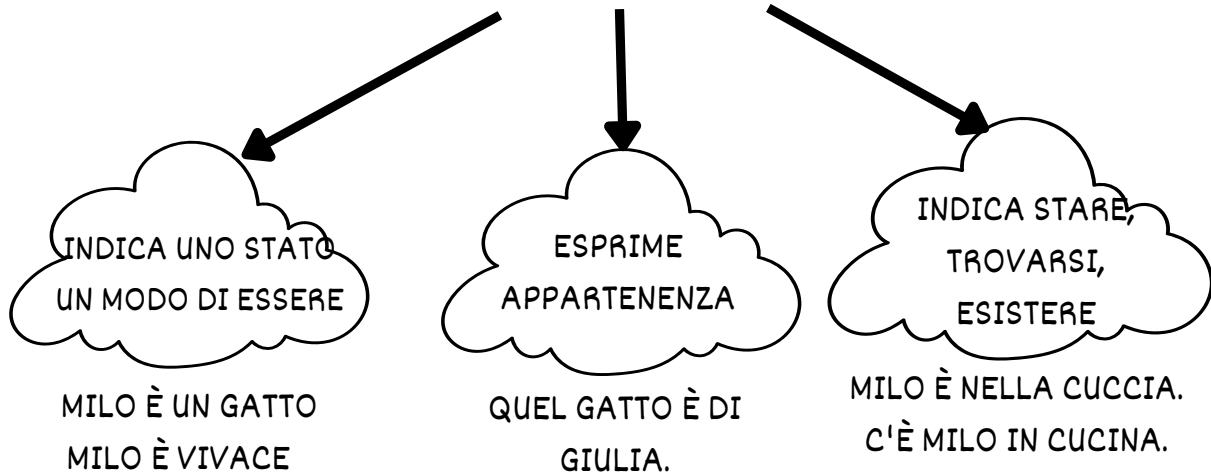 INDICA UNO STATO
UN MODO DI ESSERE
MILO È UN GATTO
MILO È VIVACE
ESPRIME
APPARTENENZA
QUEL GATTO È DI
GIULIA.
INDICA STARE,
TROVARSI,
ESISTERE
MILO È NELLA CUCCIA.
C'È MILO IN CUCINA.